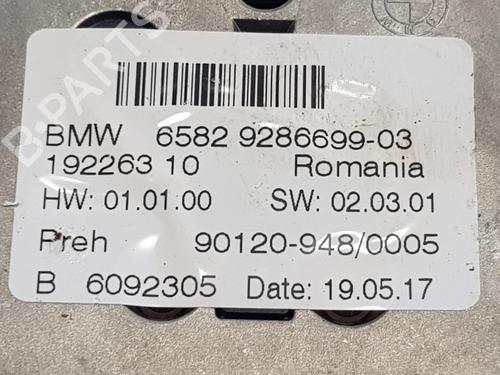 BMW 6582 9286699-03
192263 10 Romania
HW: 01.01.00 SW: 02.03.01
Preh 90120-948/0005
B 6092305 Date: 19.05.17
B-PARTS